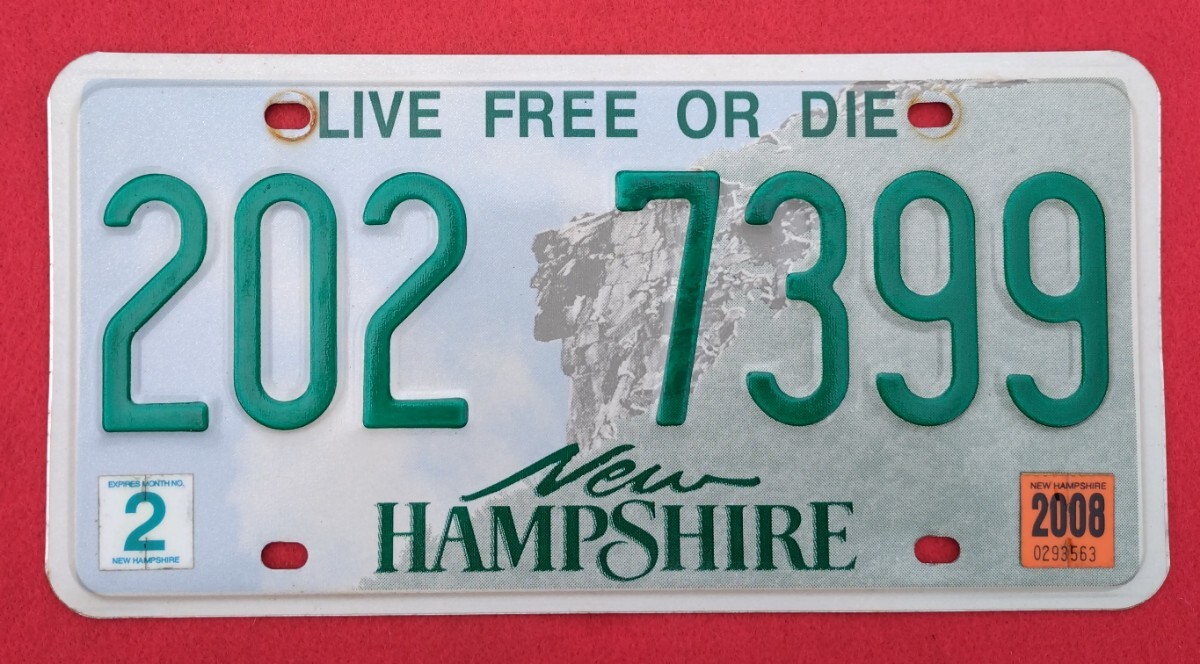 LIVE FREE OR DIE
202 7399
EXPIRES MONTH NO.
2
NEW HAMPSHIRE
New
HAMPSHIRE
NEW HAMPSHIRE
2008
0293563